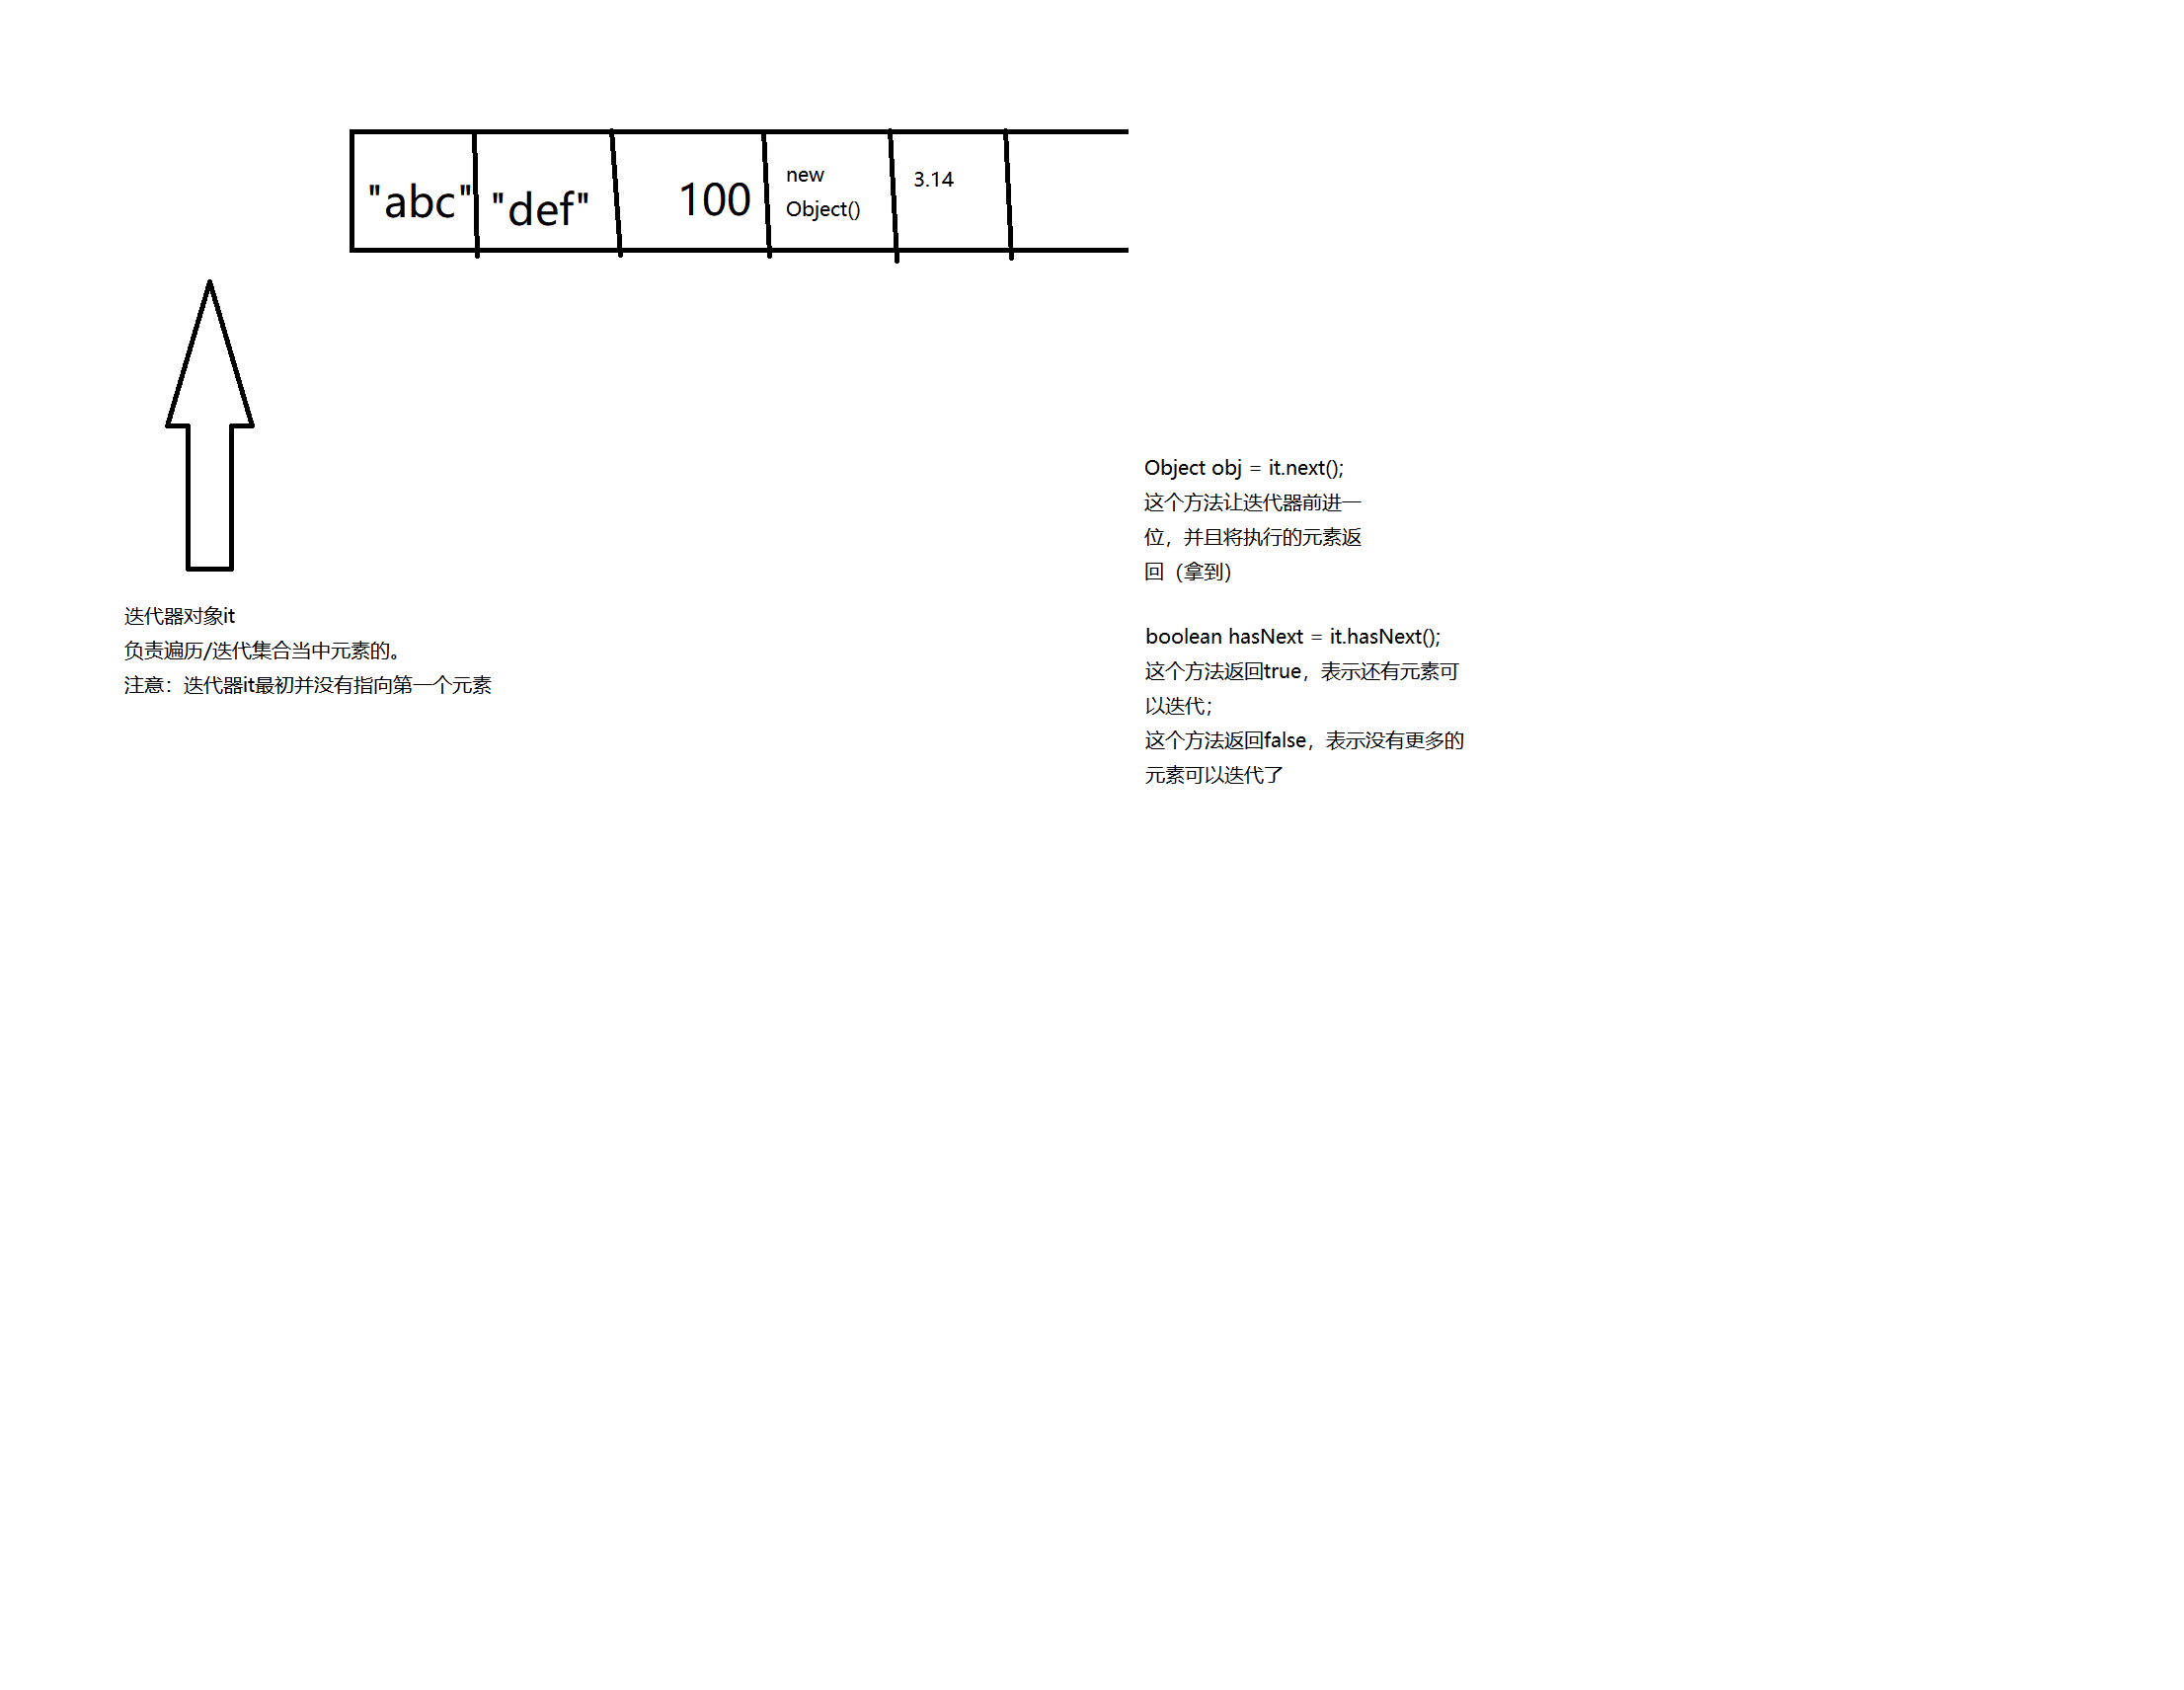 "abc" "def" 100 new 3.14
Object()
迭代器对象it
负责遍历/迭代集合当中元素的。
注意：迭代器it最初并没有指向第一个元素
Object obj = it.next();
这个方法让迭代器前进一
位，并且将执行的元素返
回（拿到）
boolean hasNext = it.hasNext();
这个方法返回true，表示还有元素可
以迭代；
这个方法返回false，表示没有更多的
元素可以迭代了